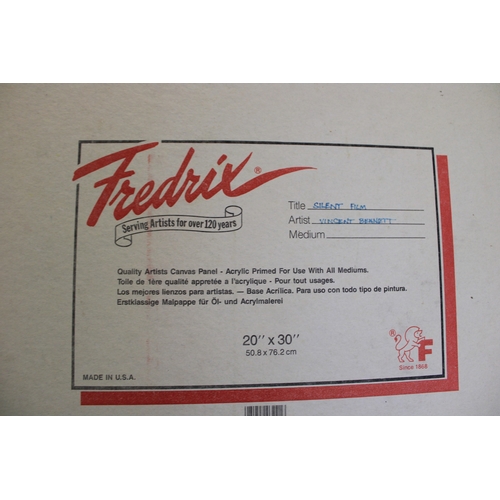 Fredrix®
Serving Artists for over 120 years
Title SILENT FILM
Artist VINCENT BENNETT
Medium
Quality Artists Canvas Panel - Acrylic Primed For Use With All Mediums.
Toile de 1ère qualité appretée a l'acrylique - Pour tout usages.
Los mejores lienzos para artistas. — Base Acrílica. Para uso con todo tipo de pintura.
Erstklassige Malpappe für Öl- und Acrylmalerei
20" x 30"
50.8 x 76.2 cm
® F
Since 1868
MADE IN U.S.A.